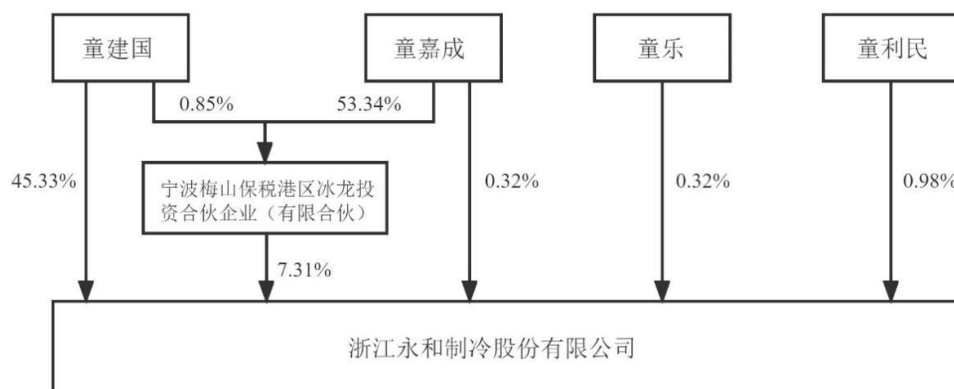 童建国
童嘉成
童乐
童利民
0.85%
53.34%
45.33%
宁波梅山保税港区冰龙投
资合伙企业（有限合伙）
0.32%
0.32%
0.98%
7.31%
浙江永和制冷股份有限公司